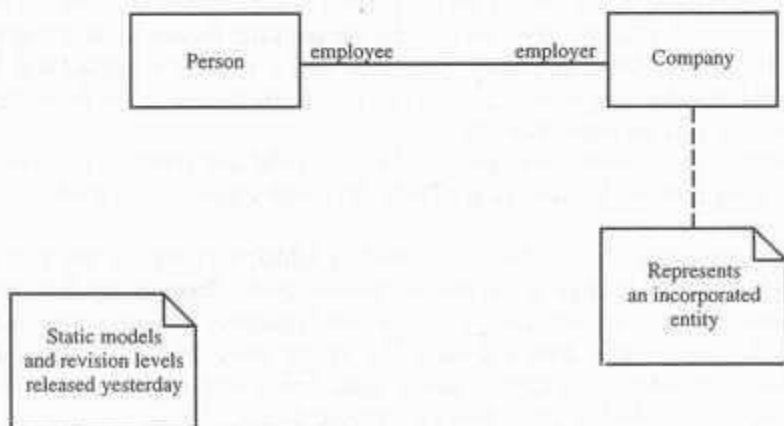 Person
employee
employer
Company
Represents
an incorporated
entity
Static models
and revision levels
released yesterday